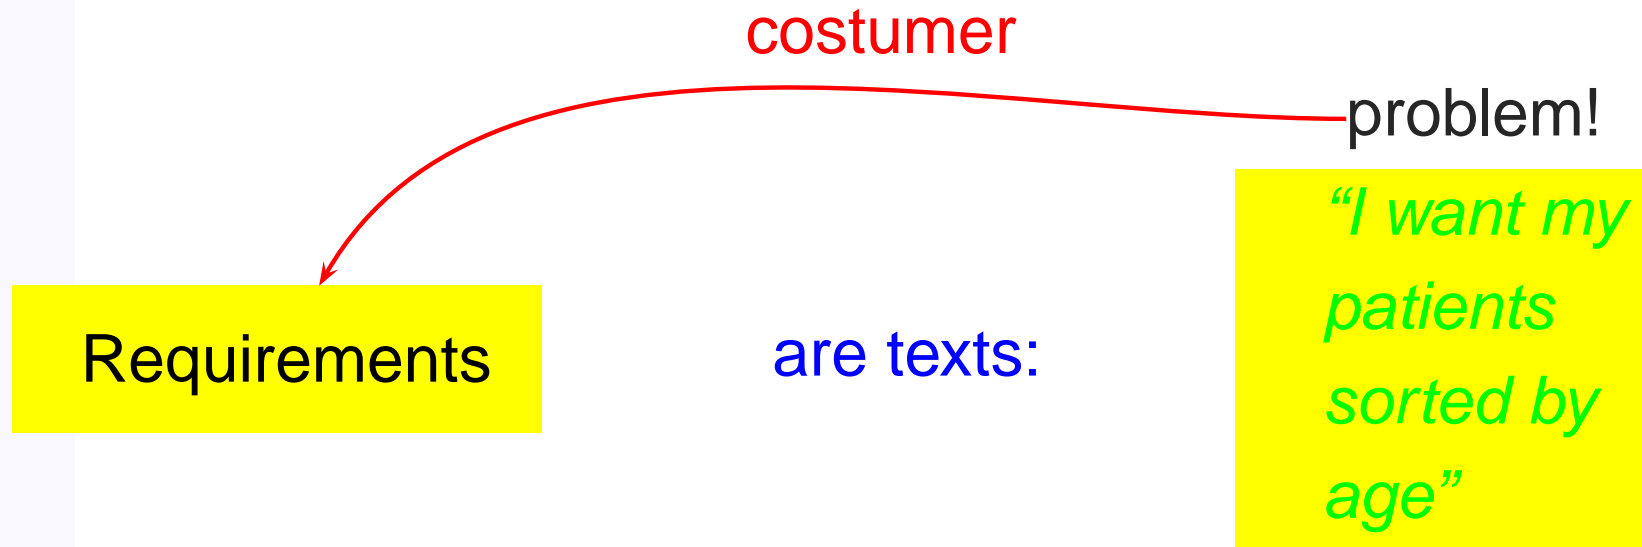 costumer
problem!
Requirements
are texts:
“I want my
patients
sorted by
age”